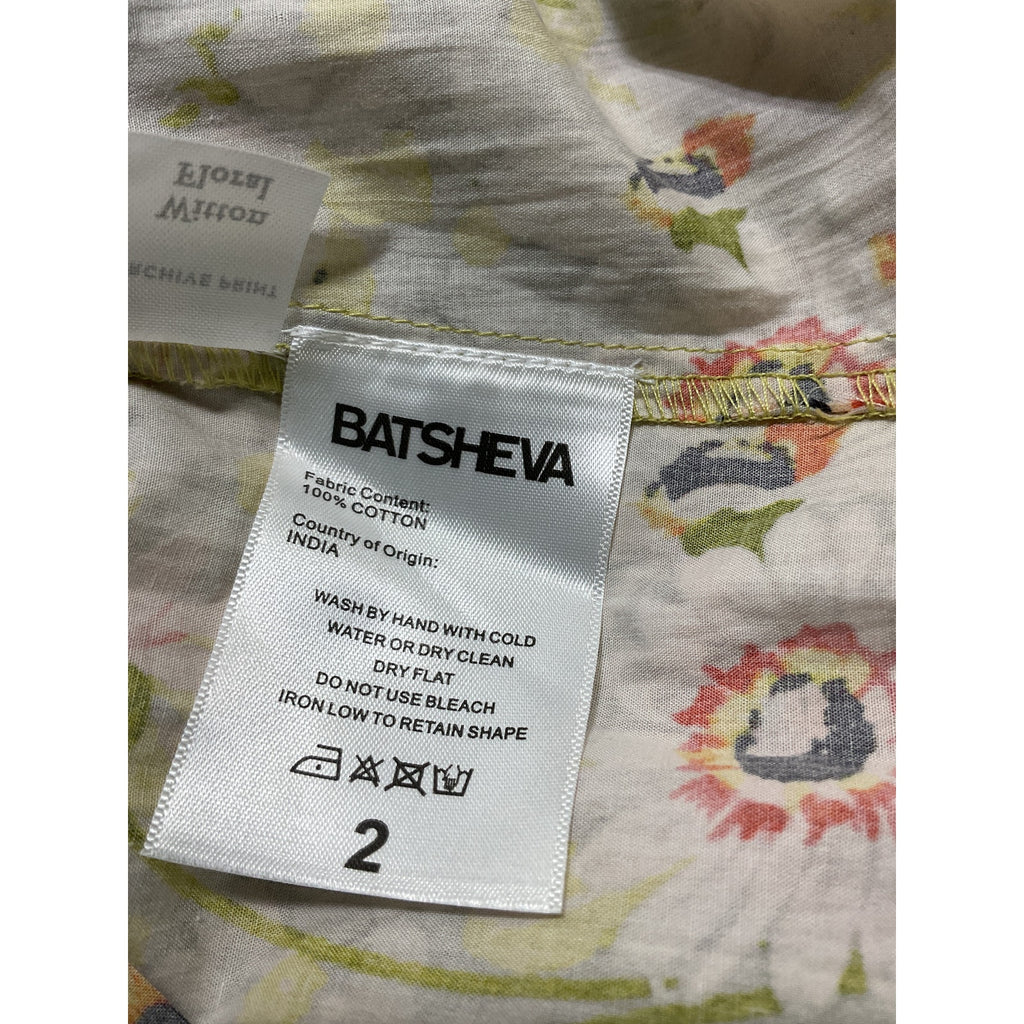 Floral
Witton
ARCHIVE PRINT
BATSHEVA
Fabric Content:
100% COTTON
Country of Origin:
INDIA
WASH BY HAND WITH COLD
WATER OR DRY CLEAN
DRY FLAT
DO NOT USE BLEACH
IRON LOW TO RETAIN SHAPE
2